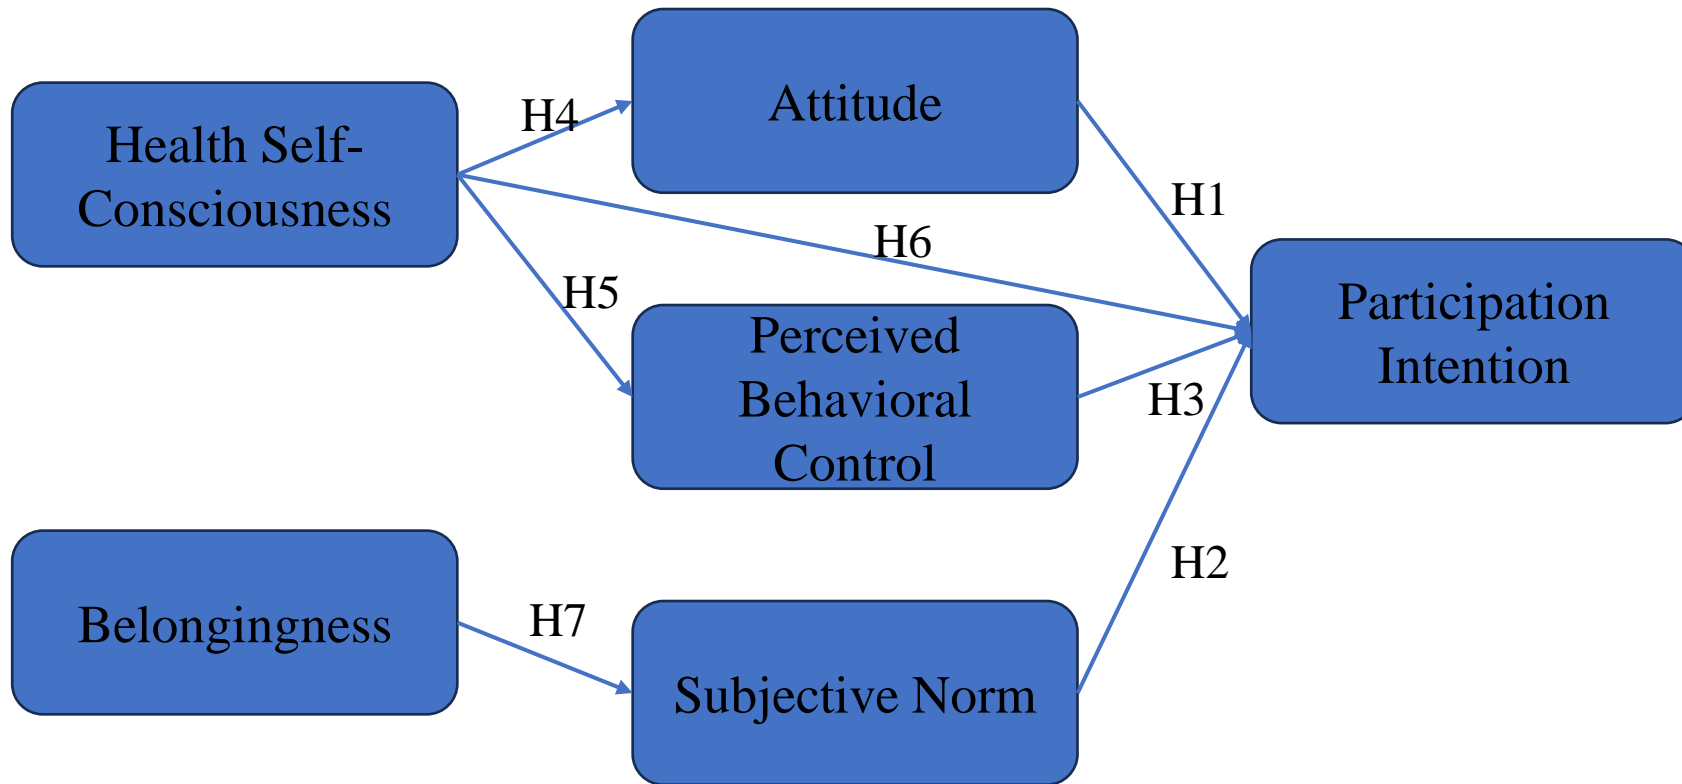 Attitude
H4
Health Self-
Consciousness
H1
H6
H5
Participation
Intention
Perceived
Behavioral
Control
H3
H2
Belongingness
H7
Subjective Norm